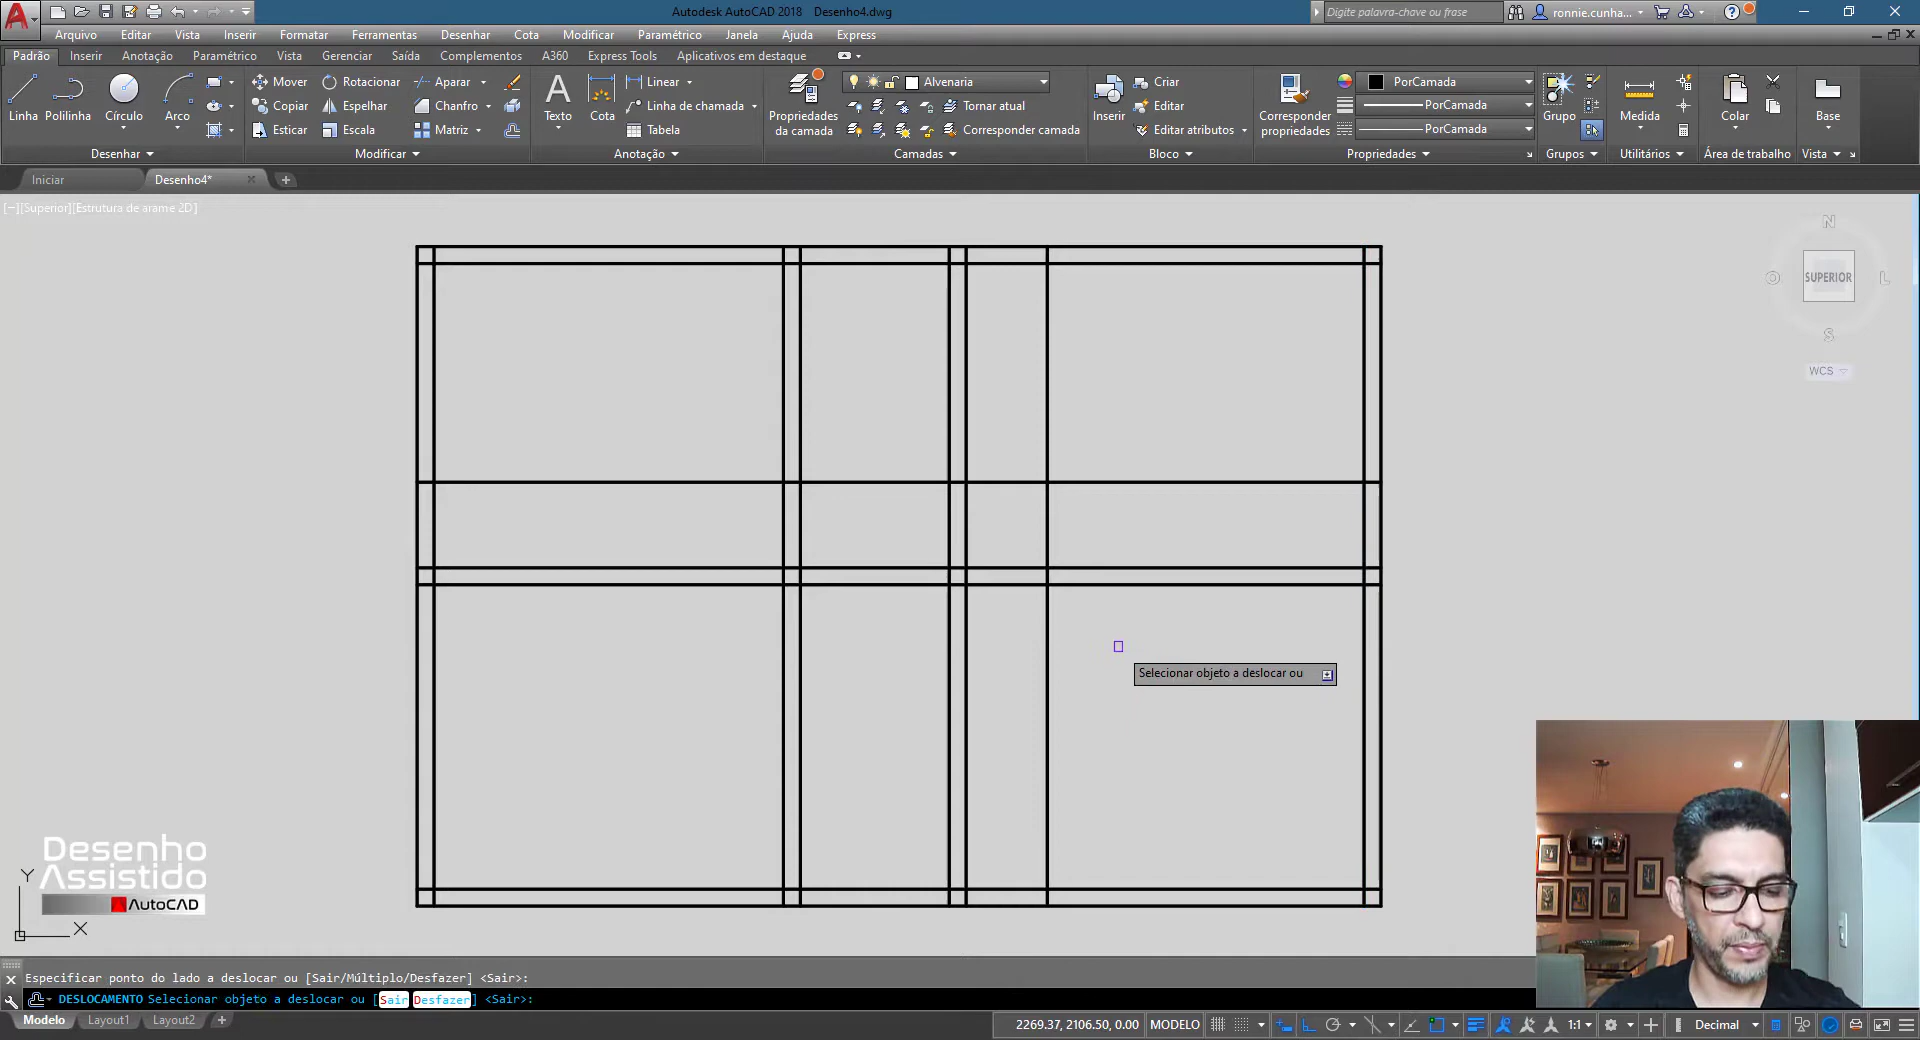 Autodesk AutoCAD 2018 Desenho4.dwg
Digite palavra-chave ou frase
ronnie.cunha...
Arquivo Editar Vista Inserir Formatar Ferramentas Desenhar Cota Modificar Paramétrico Janela Ajuda Express
Padrão Inserir Anotação Paramétrico Vista Gerenciar Saída Complementos A360 Express Tools Aplicativos em destaque
Linha Polilinha Círculo Arco
Desenhar
Mover Rotacionar Aparar
Copiar Espelhar Chanfro
Esticar Escala Matriz
Modificar
Texto Cota
Linear
Linha de chamada
Tabela
Anotação
Propriedades
da camada
Alvenaria
Tornar atual
Corresponder camada
Camadas
Inserir
Criar
Editar
Editar atributos
Bloco
Corresponder
propriedades
PorCamada
PorCamada
PorCamada
Propriedades
Grupo
Grupos
Medida
Utilitários
Colar
Área de trabalho
Base
Vista
Iniciar Desenho4*
[−][Superior][Estrutura de arame 2D]
N
O SUPERIOR L
S
WCS
Selecionar objeto a deslocar ou
Desenho
Assistido
AutoCAD
Y
X
Especificar ponto do lado a deslocar ou [Sair/Múltiplo/Desfazer] <Sair>:
DESLOCAMENTO Selecionar objeto a deslocar ou [Sair Desfazer] <Sair>:
Modelo Layout1 Layout2 +
2269.37, 2106.50, 0.00 MODELO 1:1 Decimal